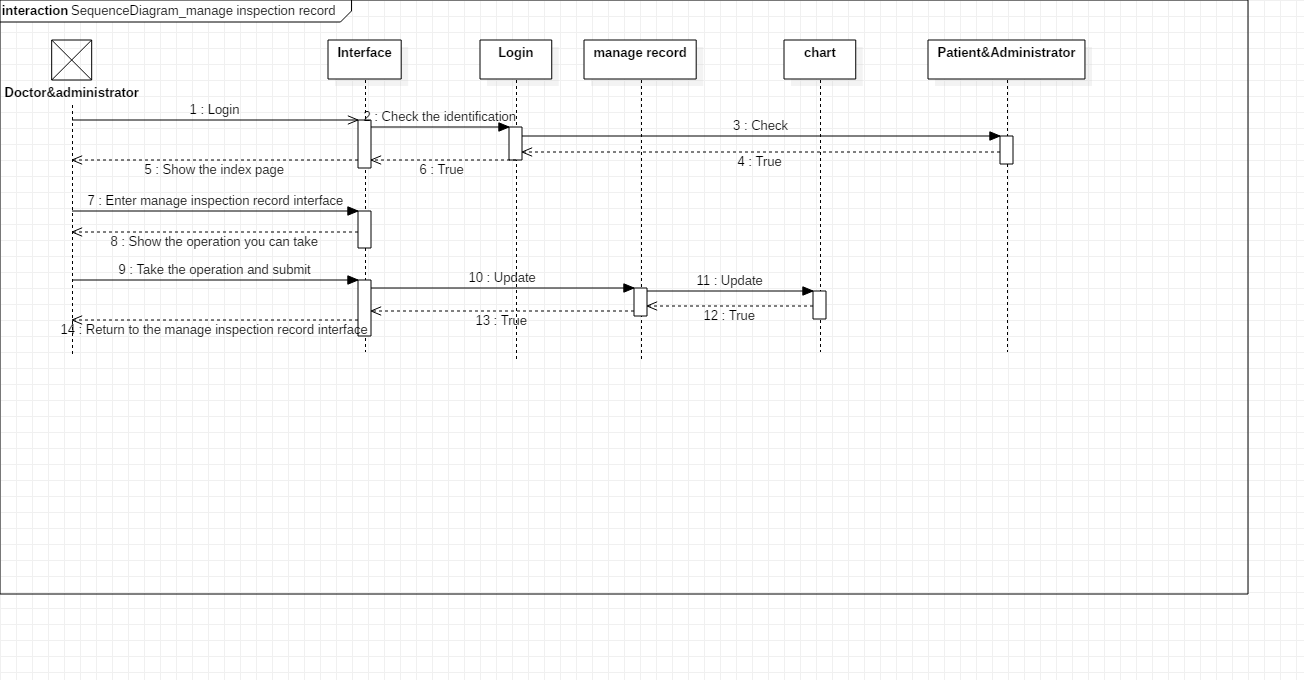 interaction SequenceDiagram_manage inspection record
Interface
Login
manage record
chart
Patient&Administrator
Doctor&administrator
1 : Login
2 : Check the identification
3 : Check
4 : True
5 : Show the index page
6 : True
7 : Enter manage inspection record interface
8 : Show the operation you can take
9 : Take the operation and submit
10 : Update
11 : Update
12 : True
13 : True
14 : Return to the manage inspection record interface